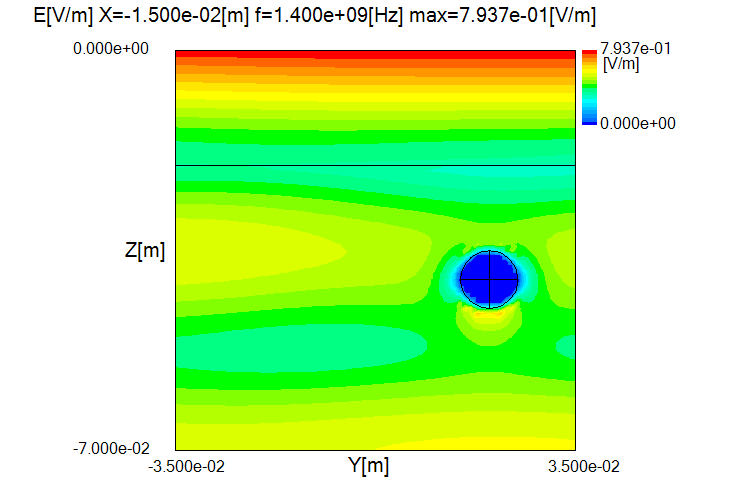 E[V/m] X=-1.500e-02[m] f=1.400e+09[Hz] max=7.937e-01[V/m]
0.000e+00
7.937e-01
[V/m]
0.000e+00
Z[m]
-7.000e-02
-3.500e-02
Y[m]
3.500e-02